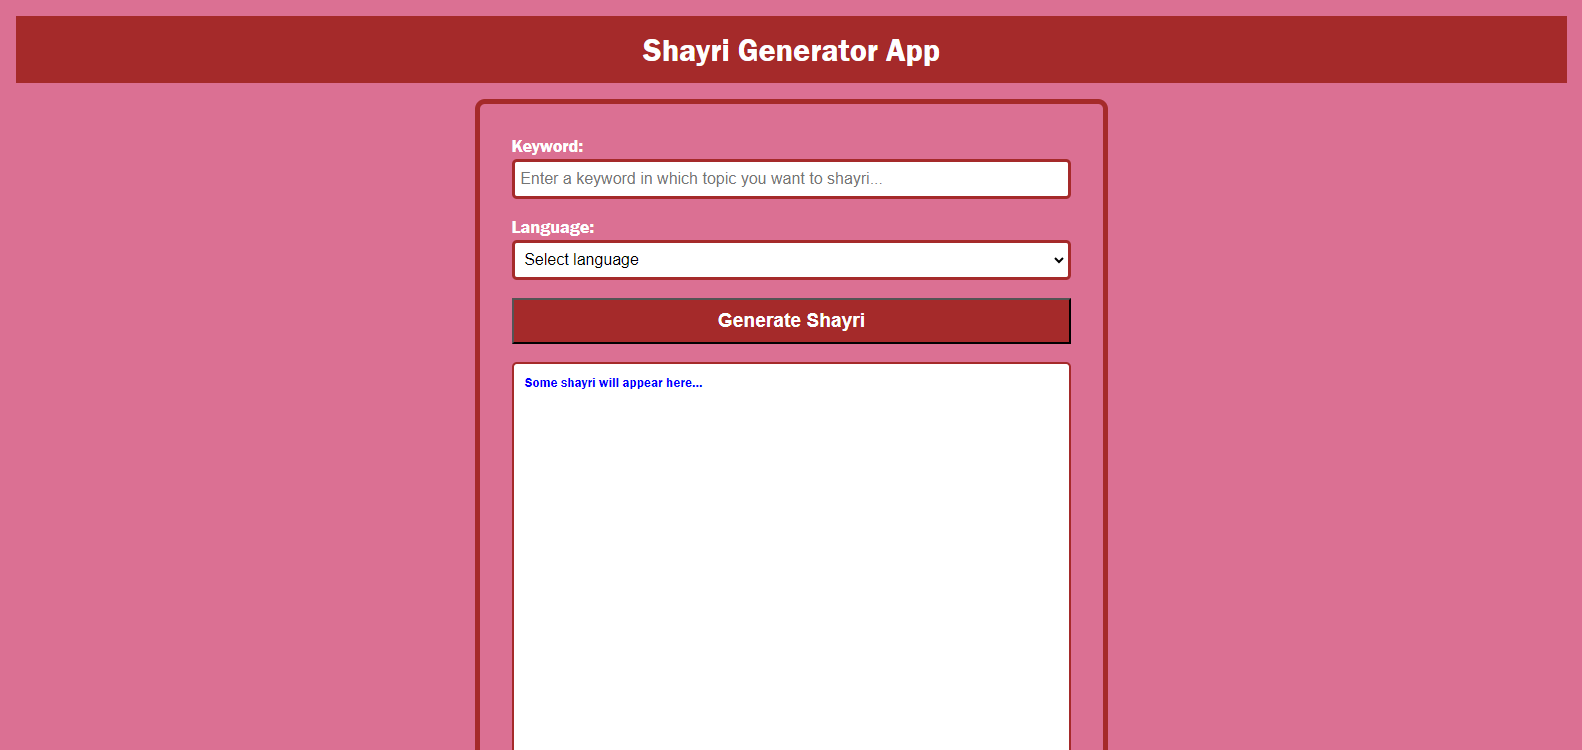 Shayri Generator App
Keyword:
Enter a keyword in which topic you want to shayri...
Language:
Select language
Generate Shayri
Some shayri will appear here...